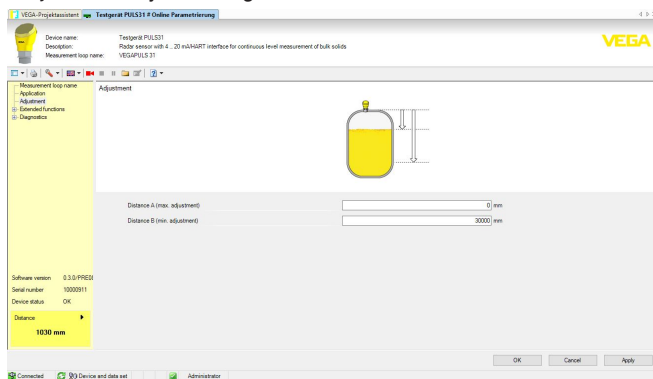 VEGA-Projektassistent Testgerät PULS31 # Online Parametrierung
Device name: Testgerät PULS31
Description: Radar sensor with 4 ... 20 mA/HART interface for continuous level measurement of bulk solids
Measurement loop name: VEGAPULS 31
VEGA
Measurement loop name
Application
Adjustment
Extended functions
Diagnostics
Adjustment
Distance A (max. adjustment) 0 mm
Distance B (min. adjustment) 30000 mm
Software version 0.3.0/PRE0
Serial number 10000911
Device status OK
Distance
1030 mm
OK Cancel Apply
Connected Device and data set Administrator